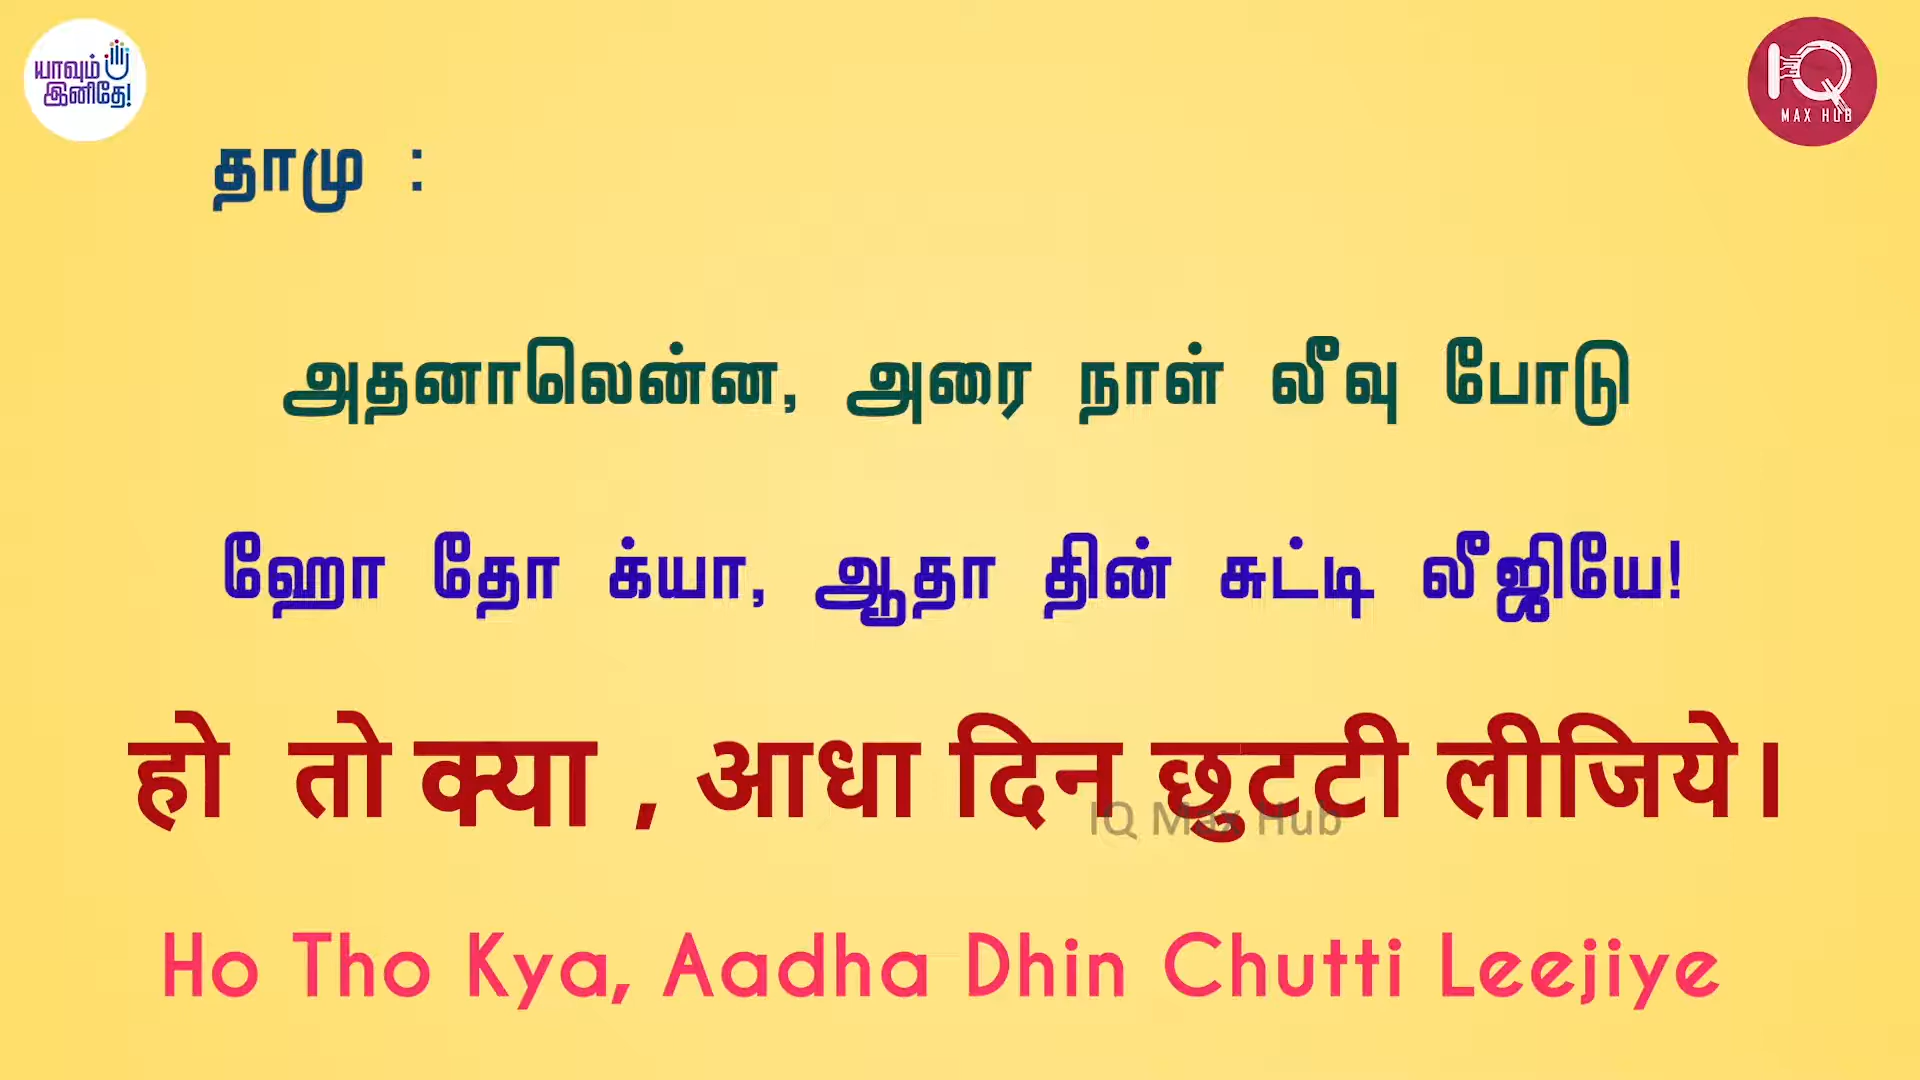 யாவும்
இனிதே!
IQ
MAX HUB
தாமு :
அதனாலென்ன, அரை நாள் லீவு போடு
ஹோ தோ க்யா, ஆதா தின் சுட்டி லீஜியே!
हो तो क्या , आधा दिन छुटटी लीजिये।
IQ Max Hub
Ho Tho Kya, Aadha Dhin Chutti Leejiye